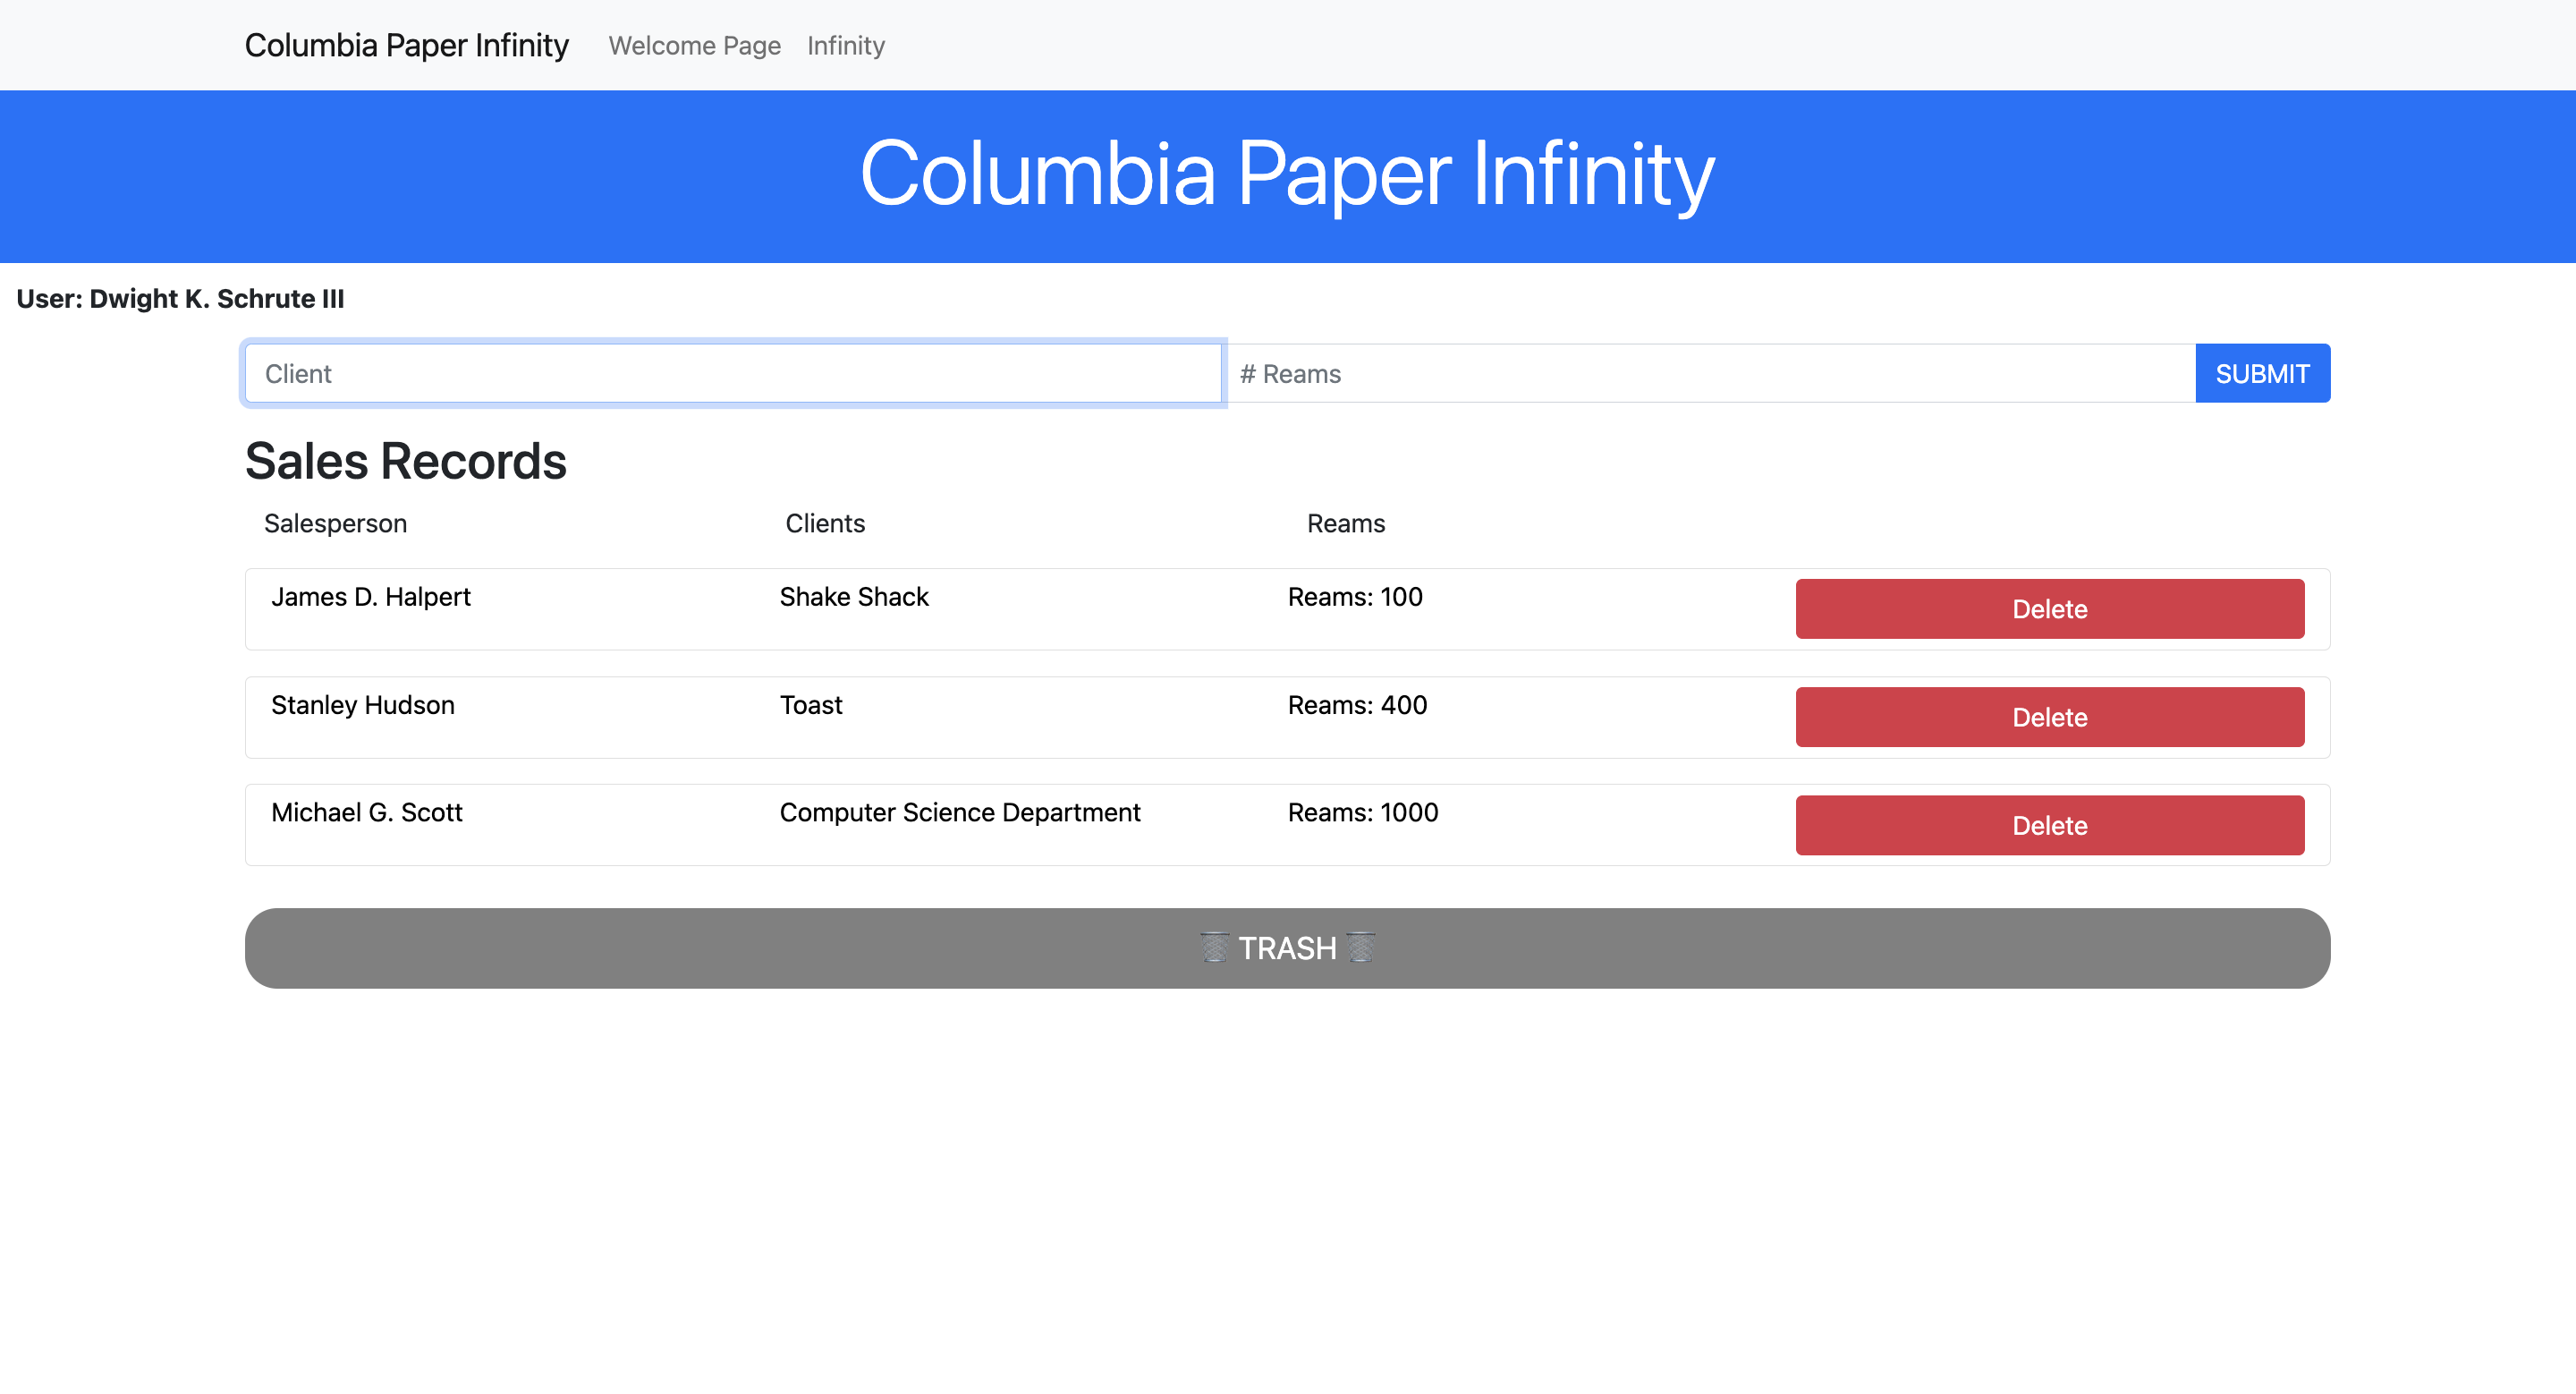 Columbia Paper Infinity Welcome Page Infinity
Columbia Paper Infinity
User: Dwight K. Schrute III
Client # Reams SUBMIT
Sales Records
Salesperson Clients Reams
James D. Halpert Shake Shack Reams: 100 Delete
Stanley Hudson Toast Reams: 400 Delete
Michael G. Scott Computer Science Department Reams: 1000 Delete
🗑️ TRASH 🗑️